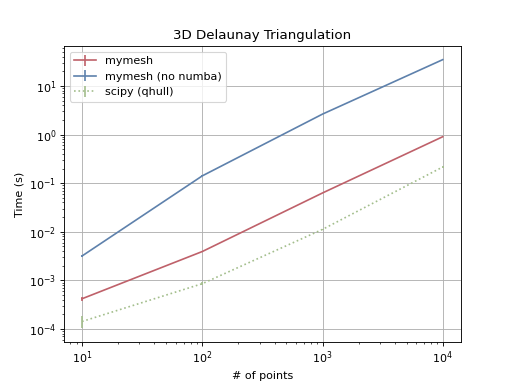 3D Delaunay Triangulation
mymesh
mymesh (no numba)
scipy (qhull)
Time (s)
10¹
10⁰
10⁻¹
10⁻²
10⁻³
10⁻⁴
10¹ 10² 10³ 10⁴
# of points